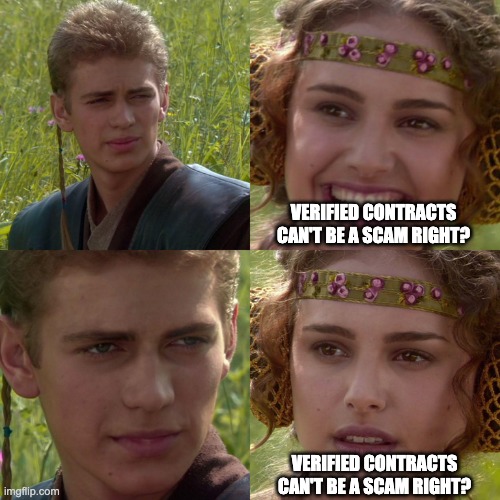 VERIFIED CONTRACTS
CAN'T BE A SCAM RIGHT?
VERIFIED CONTRACTS
CAN'T BE A SCAM RIGHT?
imgflip.com